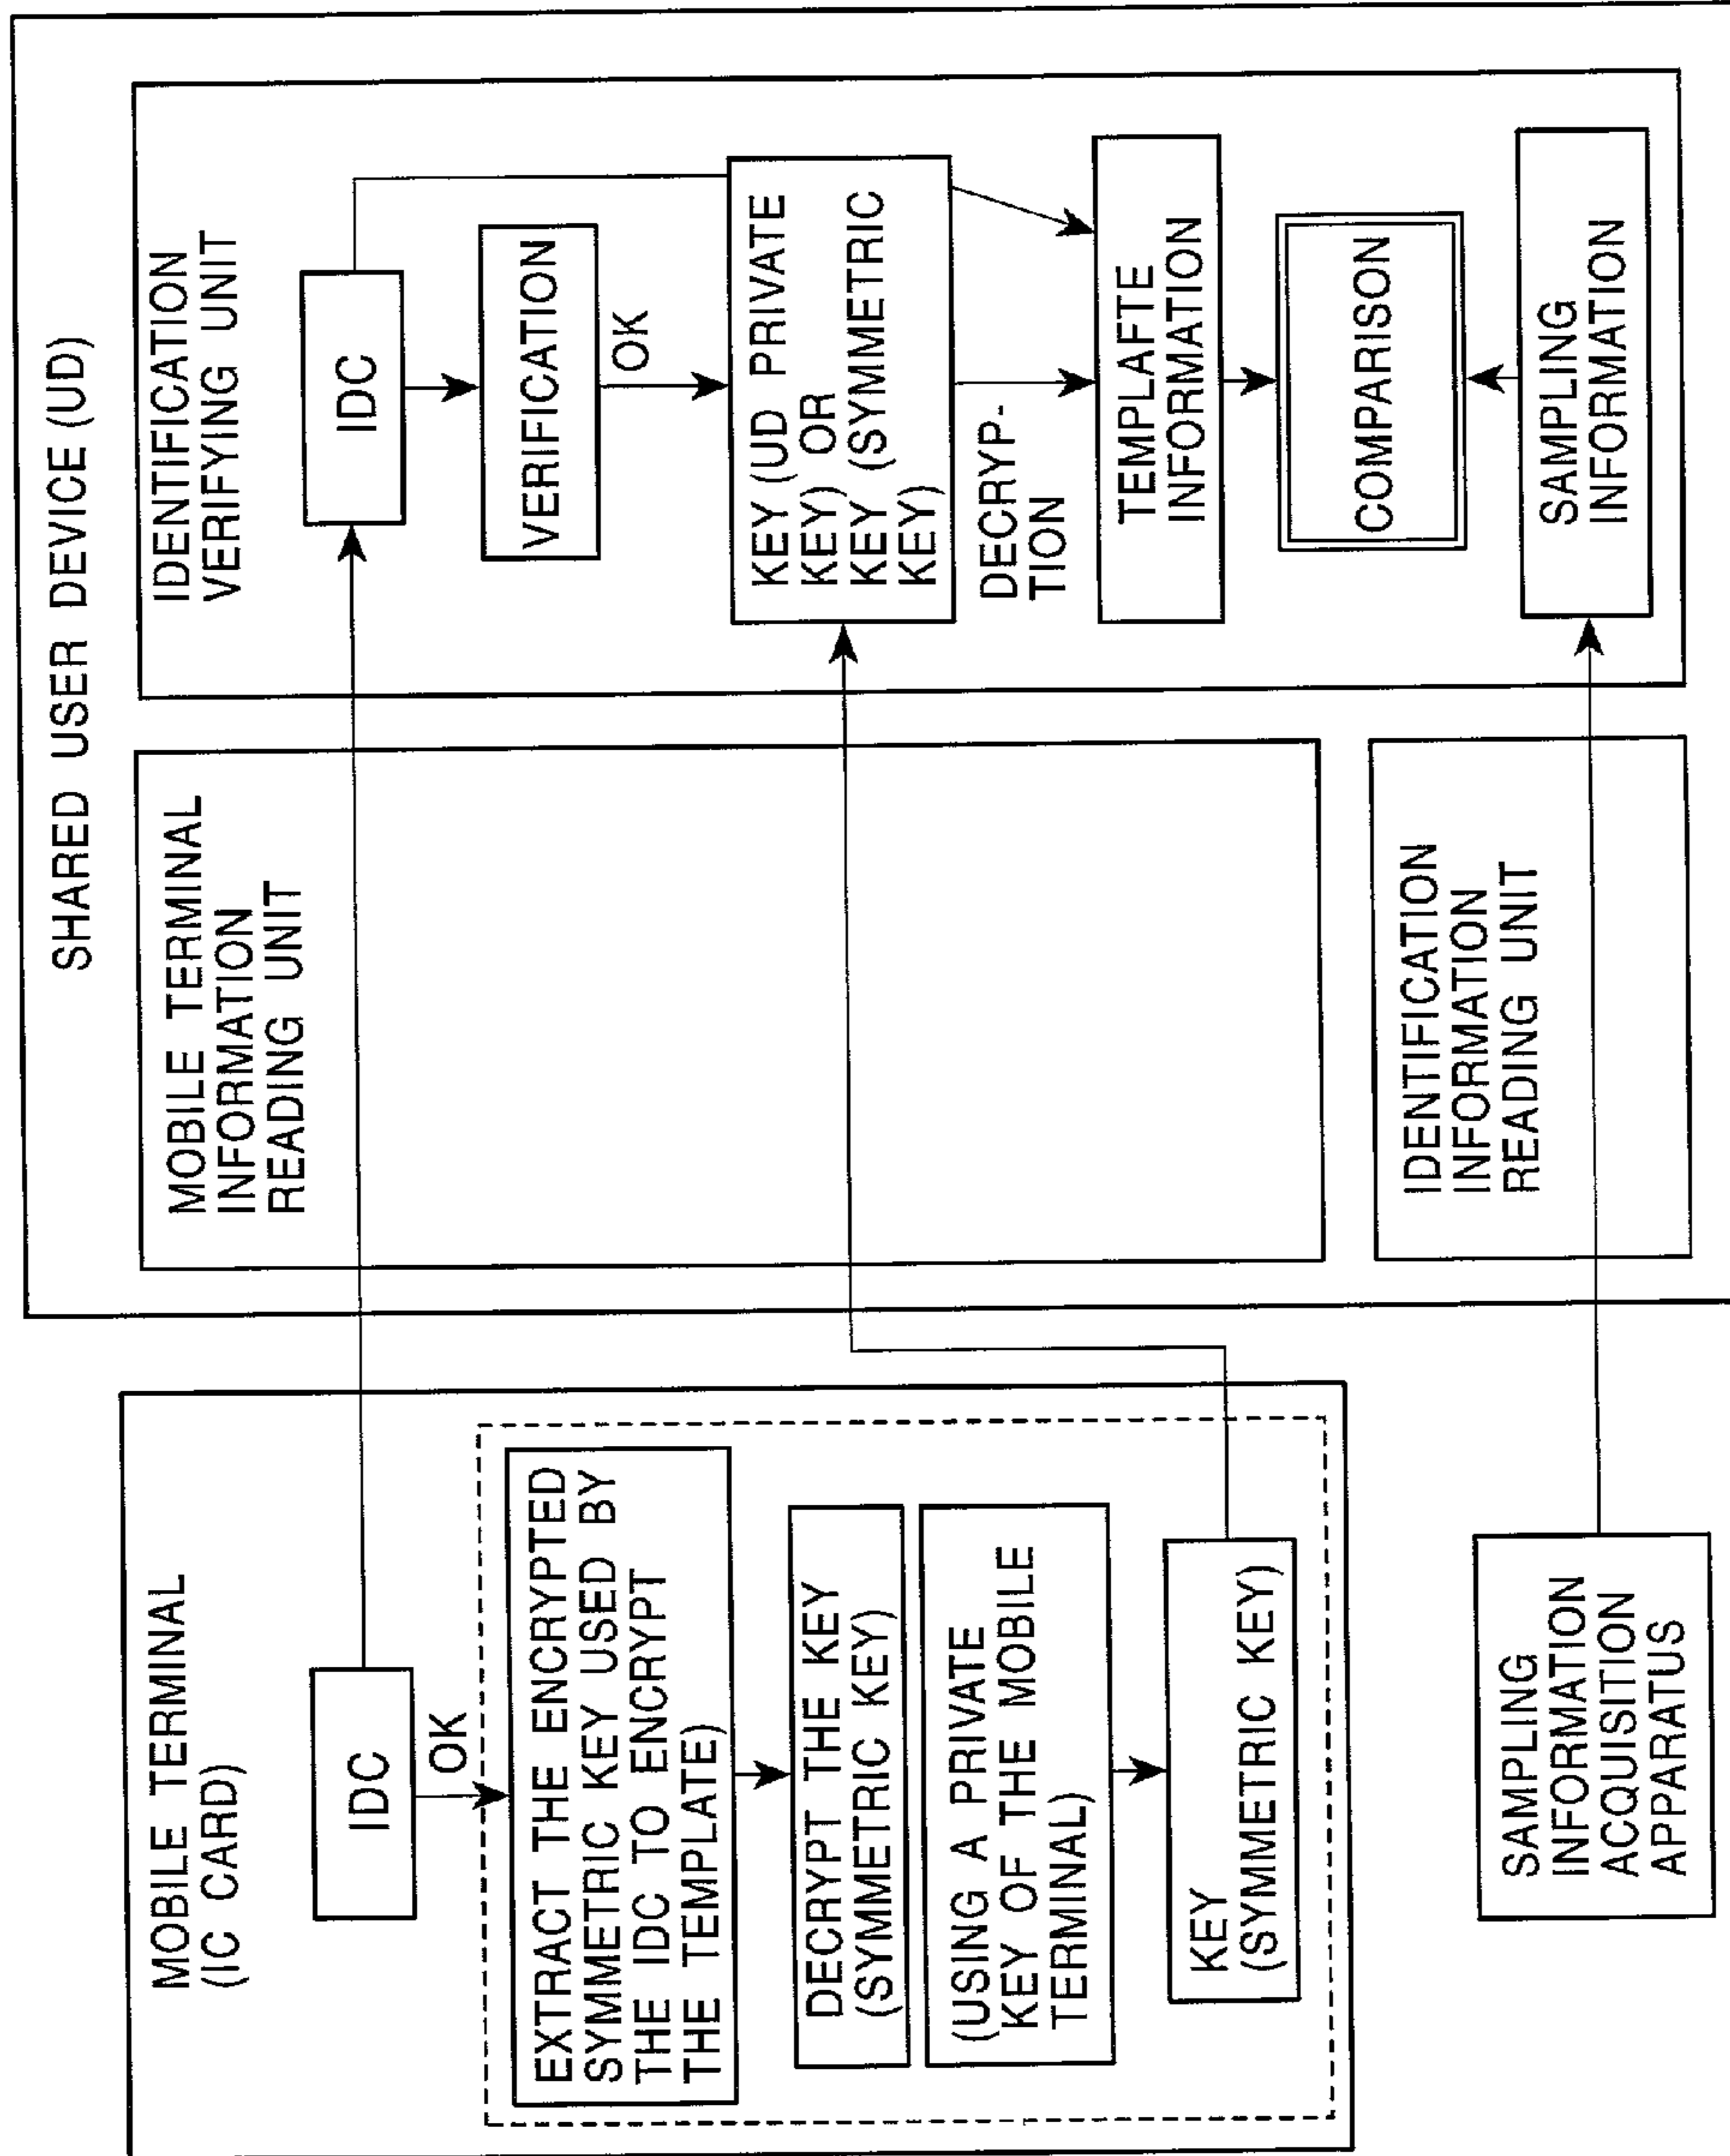 SHARED USER DEVICE (UD)
MOBILE TERMINAL
(IC CARD)
IDC
OK
EXTRACT THE ENCRYPTED
SYMMETRIC KEY USED BY
THE IDC TO ENCRYPT
THE TEMPLATE)
DECRYPT THE KEY
(SYMMETRIC KEY)
(USING A PRIVATE
KEY OF THE MOBILE
TERMINAL)
KEY
(SYMMETRIC KEY)
SAMPLING
INFORMATION
ACQUISITION
APPARATUS
MOBILE TERMINAL
INFORMATION
READING UNIT
IDENTIFICATION
INFORMATION
READING UNIT
IDENTIFICATION
VERIFYING UNIT
IDC
VERIFICATION
OK
KEY (UD PRIVATE
KEY) OR
KEY (SYMMETRIC
KEY)
DECRYP-
TION
TEMPLAFTE
INFORMATION
COMPARISON
SAMPLING
INFORMATION